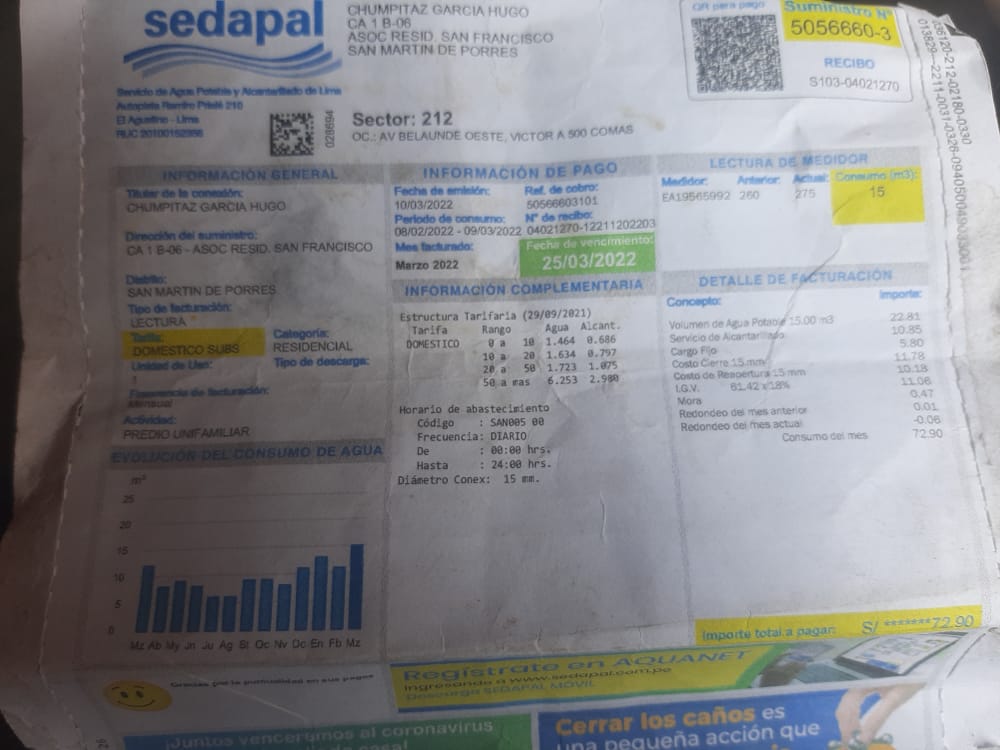 sedapal
CHUMPITAZ GARCIA HUGO
CA 1 B-06
ASOC RESID. SAN FRANCISCO
SAN MARTIN DE PORRES
QR para pago
Suministro N°
5056660-3
RECIBO
S103-04021270
Servicio de Agua Potable y Alcantarillado de Lima
Autopista Ramiro Prialé 210
El Agustino - Lima
RUC 20100152356
028694
Sector: 212
OC.: AV BELAUNDE OESTE, VICTOR A 500 COMAS
INFORMACIÓN GENERAL
Titular de la conexión:
CHUMPITAZ GARCIA HUGO
Dirección del suministro:
CA 1 B-06 - ASOC RESID. SAN FRANCISCO
Distrito:
SAN MARTIN DE PORRES
Tipo de facturación:
LECTURA
Tarifa: Categoría:
DOMESTICO SUBS RESIDENCIAL
Unidad de Uso: Tipo de descarga:
1
Frecuencia de facturación:
Mensual
Actividad:
PREDIO UNIFAMILIAR
EVOLUCIÓN DEL CONSUMO DE AGUA
m³
25
20
15
10
5
0
Mz Ab My Jn Ju Ag St Oc Nv Dc En Fb Mz
INFORMACIÓN DE PAGO
Fecha de emisión: Ref. de cobro:
10/03/2022 50566603101
Periodo de consumo: N° de recibo:
08/02/2022 - 09/03/2022 04021270-12211202203
Mes facturado: Fecha de vencimiento:
Marzo 2022 25/03/2022
INFORMACIÓN COMPLEMENTARIA
Estructura Tarifaria (29/09/2021)
Tarifa Rango Agua Alcant.
DOMESTICO 0 a 10 1.464 0.686
10 a 20 1.634 0.797
20 a 50 1.723 1.075
50 a mas 6.253 2.980
Horario de abastecimiento
Código : SAN005 00
Frecuencia: DIARIO
De : 00:00 hrs.
Hasta : 24:00 hrs.
Diámetro Conex: 15 mm.
LECTURA DE MEDIDOR
Medidor: Anterior: Actual: Consumo (m3):
EA19565992 260 275 15
DETALLE DE FACTURACIÓN
Concepto: Importe:
Volumen de Agua Potable 15.00 m3 22.81
Servicio de Alcantarillado 10.85
Cargo Fijo 5.80
Costo Cierre 15 mm 11.78
Costo de Reapertura 15 mm 10.18
I.G.V. 61.42 x 18% 11.06
Mora 0.47
Redondeo del mes anterior 0.01
Redondeo del mes actual -0.06
Consumo del mes 72.90
Importe total a pagar: S/ *******72.90
Gracias por la puntualidad en sus pagos
Regístrate en AQUANET
Ingresando a www.sedapal.com.pe
Descarga SEDAPAL MÓVIL
¡Juntos venceremos al coronavirus
Cerrar los caños es
una pequeña acción que